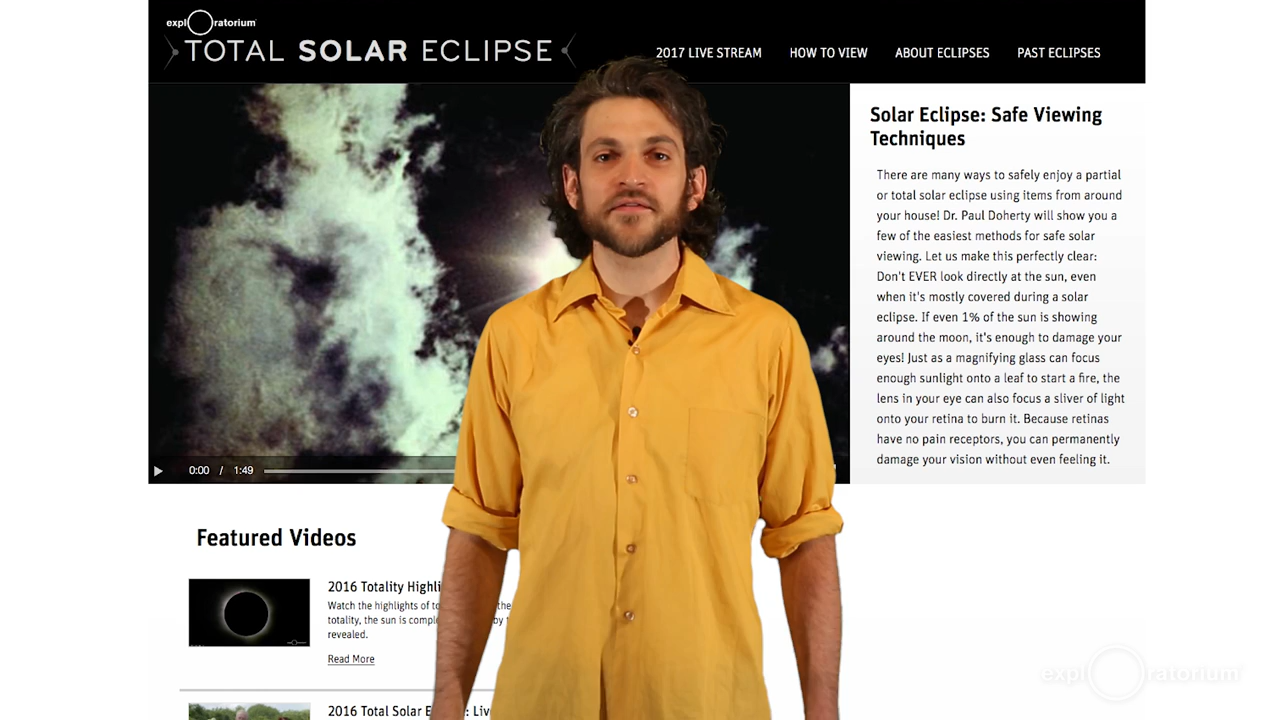 expl ratorium
TOTAL SOLAR ECLIPSE
2017 LIVE STREAM HOW TO VIEW ABOUT ECLIPSES PAST ECLIPSES
Solar Eclipse: Safe Viewing
Techniques
There are many ways to safely enjoy a partial
or total solar eclipse using items from around
your house! Dr. Paul Doherty will show you a
few of the easiest methods for safe solar
viewing. Let us make this perfectly clear:
Don't EVER look directly at the sun, even
when it's mostly covered during a solar
eclipse. If even 1% of the sun is showing
around the moon, it's enough to damage your
eyes! Just as a magnifying glass can focus
enough sunlight onto a leaf to start a fire, the
lens in your eye can also focus a sliver of light
onto your retina to burn it. Because retinas
have no pain receptors, you can permanently
damage your vision without even feeling it.
0:00 / 1:49
Featured Videos
2016 Totality Highli
Watch the highlights of to the
totality, the sun is compl by t
revealed.
Read More
2016 Total Solar E : Liv
expl ratorium